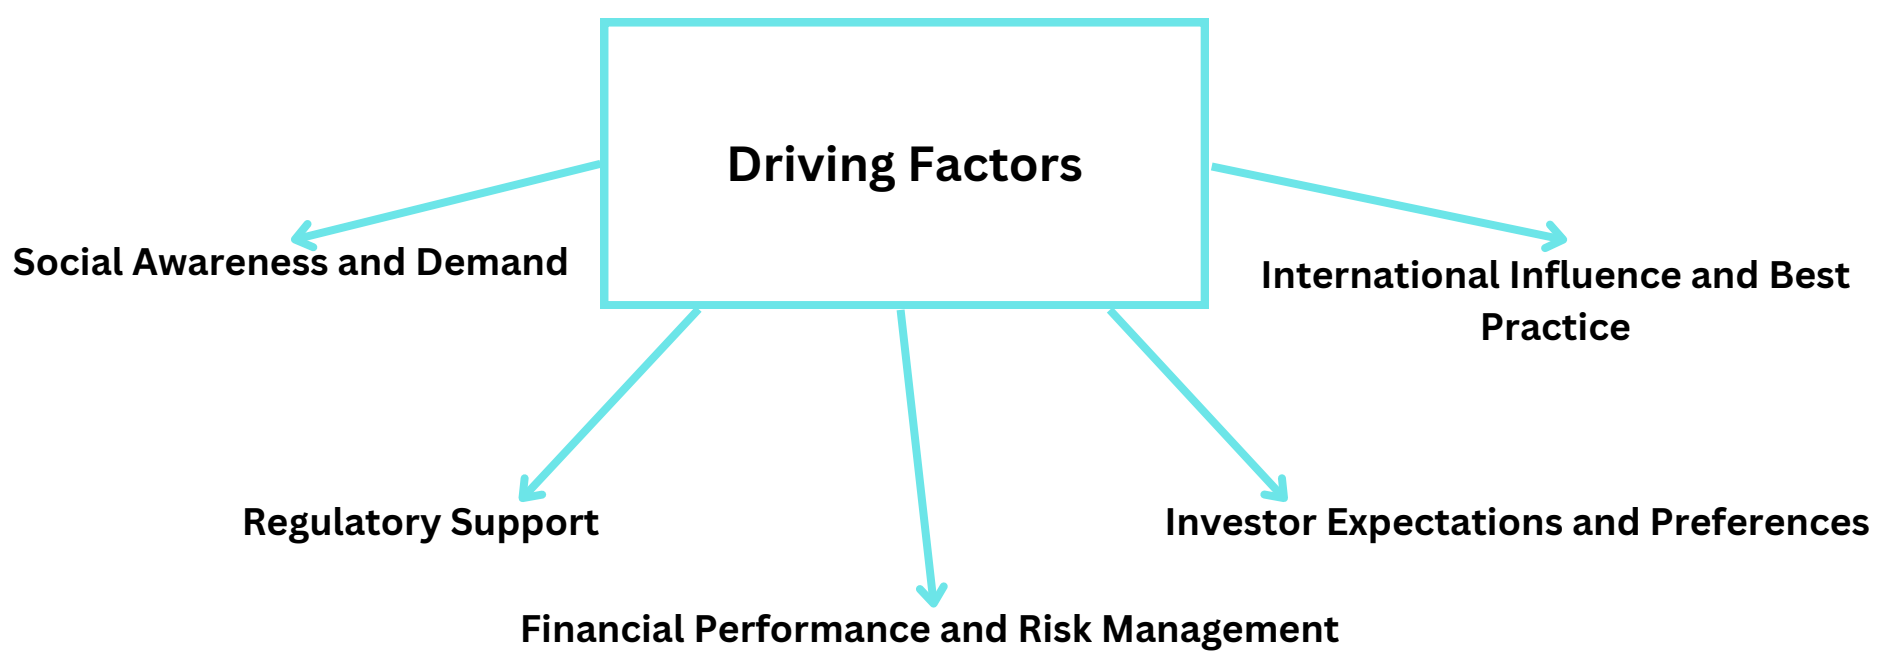 Driving Factors
Social Awareness and Demand
International Influence and Best
Practice
Regulatory Support
Investor Expectations and Preferences
Financial Performance and Risk Management